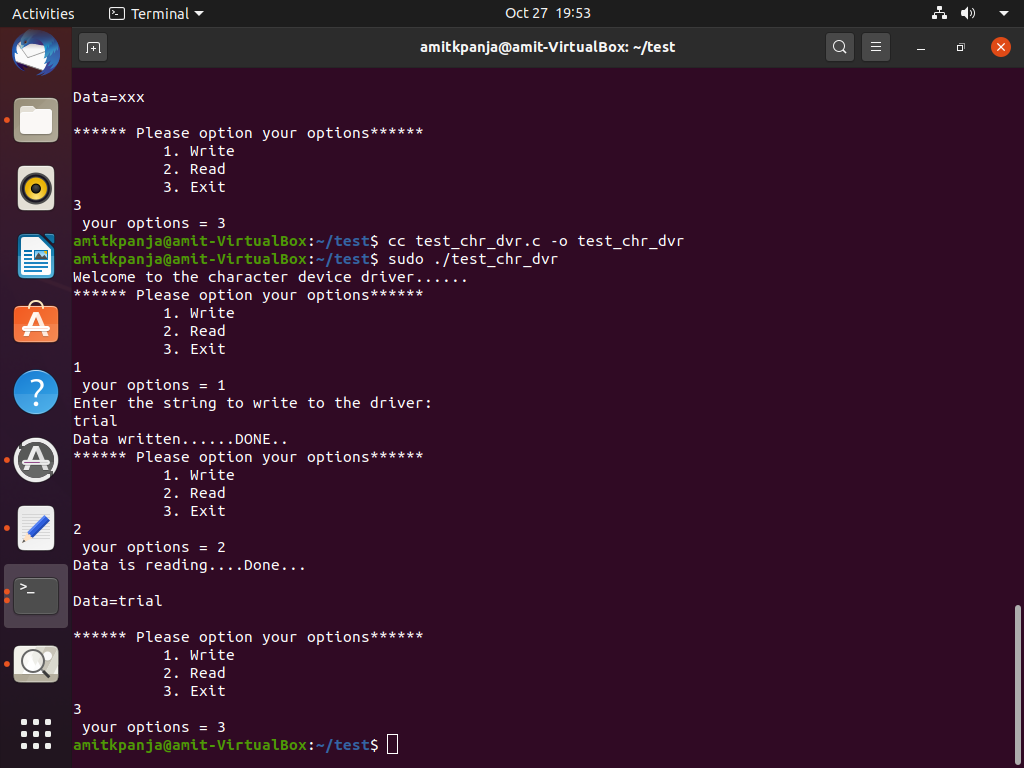 Activities Terminal Oct 27 19:53
amitkpanja@amit-VirtualBox: ~/test
Data=xxx
****** Please option your options******
1. Write
2. Read
3. Exit
3
your options = 3
amitkpanja@amit-VirtualBox:~/test$ cc test_chr_dvr.c -o test_chr_dvr
amitkpanja@amit-VirtualBox:~/test$ sudo ./test_chr_dvr
Welcome to the character device driver......
****** Please option your options******
1. Write
2. Read
3. Exit
1
your options = 1
Enter the string to write to the driver:
trial
Data written......DONE..
****** Please option your options******
1. Write
2. Read
3. Exit
2
your options = 2
Data is reading....Done...
Data=trial
****** Please option your options******
1. Write
2. Read
3. Exit
3
your options = 3
amitkpanja@amit-VirtualBox:~/test$